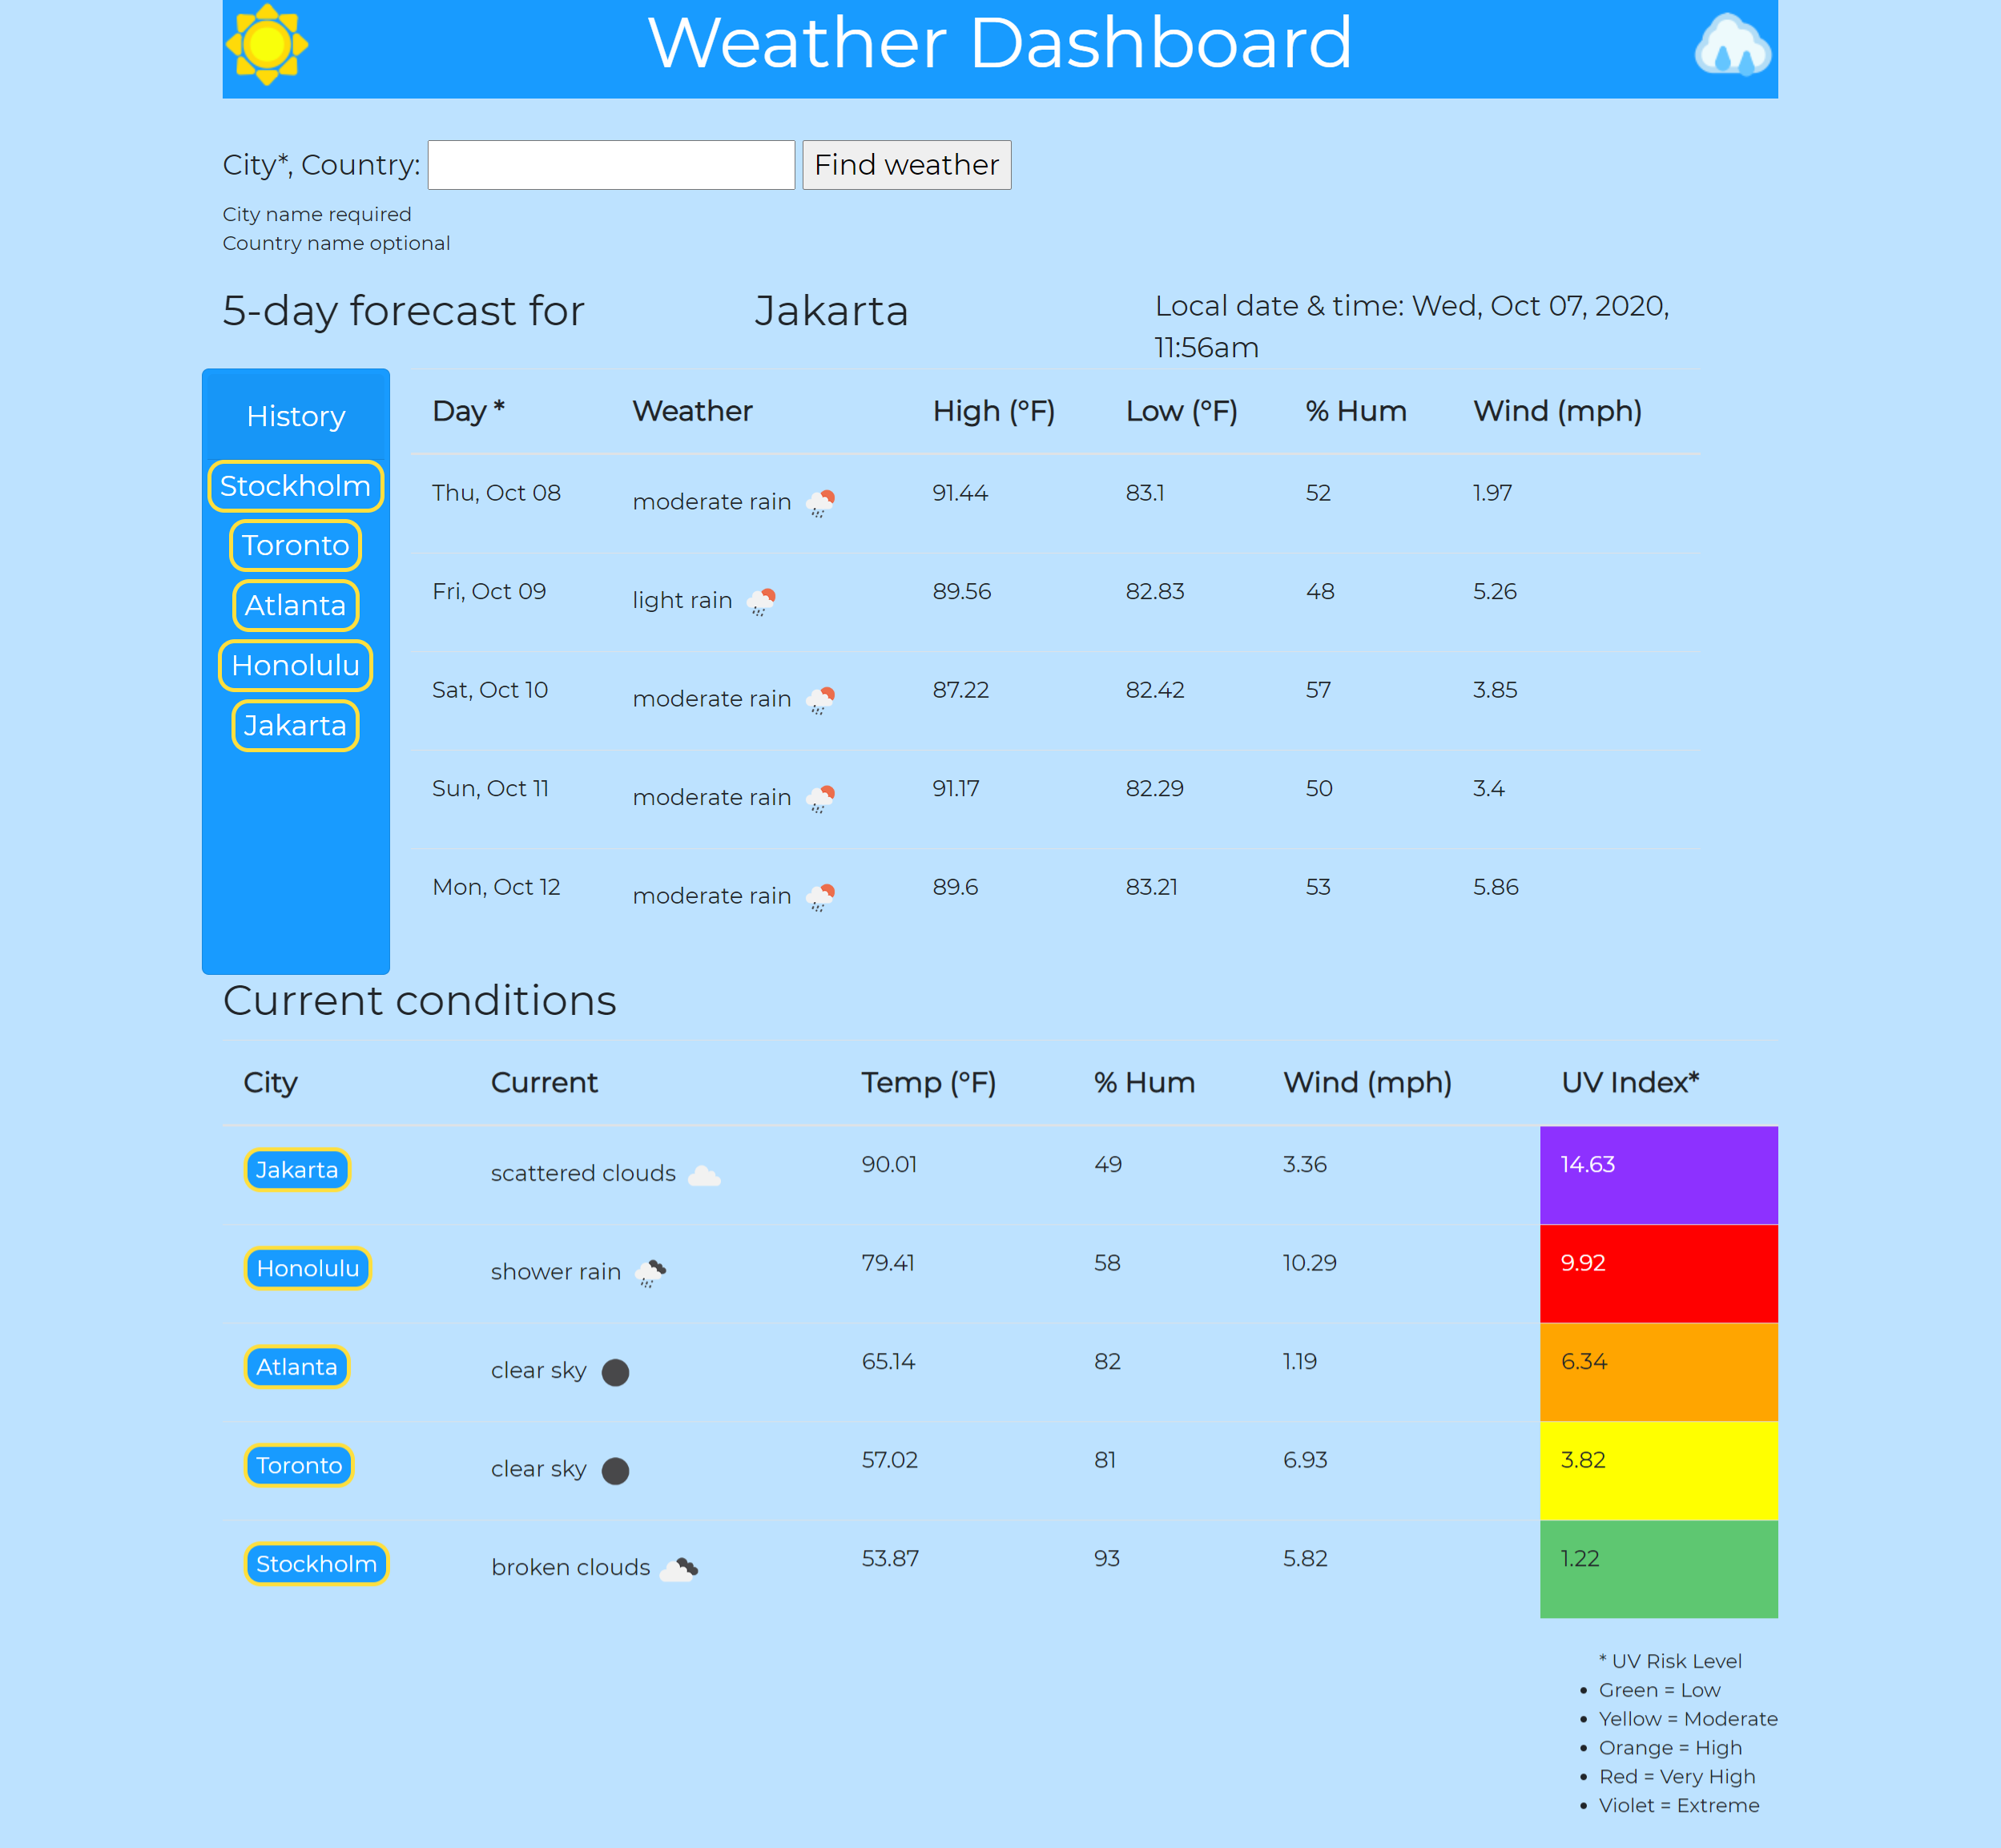 Weather Dashboard
City*, Country:
Find weather
City name required
Country name optional
5-day forecast for
Jakarta
Local date & time: Wed, Oct 07, 2020,
11:56am
History
Stockholm
Toronto
Atlanta
Honolulu
Jakarta
Day * Weather High (°F) Low (°F) % Hum Wind (mph)
Thu, Oct 08 moderate rain 91.44 83.1 52 1.97
Fri, Oct 09 light rain 89.56 82.83 48 5.26
Sat, Oct 10 moderate rain 87.22 82.42 57 3.85
Sun, Oct 11 moderate rain 91.17 82.29 50 3.4
Mon, Oct 12 moderate rain 89.6 83.21 53 5.86
Current conditions
City Current Temp (°F) % Hum Wind (mph) UV Index*
Jakarta scattered clouds 90.01 49 3.36 14.63
Honolulu shower rain 79.41 58 10.29 9.92
Atlanta clear sky 65.14 82 1.19 6.34
Toronto clear sky 57.02 81 6.93 3.82
Stockholm broken clouds 53.87 93 5.82 1.22
* UV Risk Level
• Green = Low
• Yellow = Moderate
• Orange = High
• Red = Very High
• Violet = Extreme